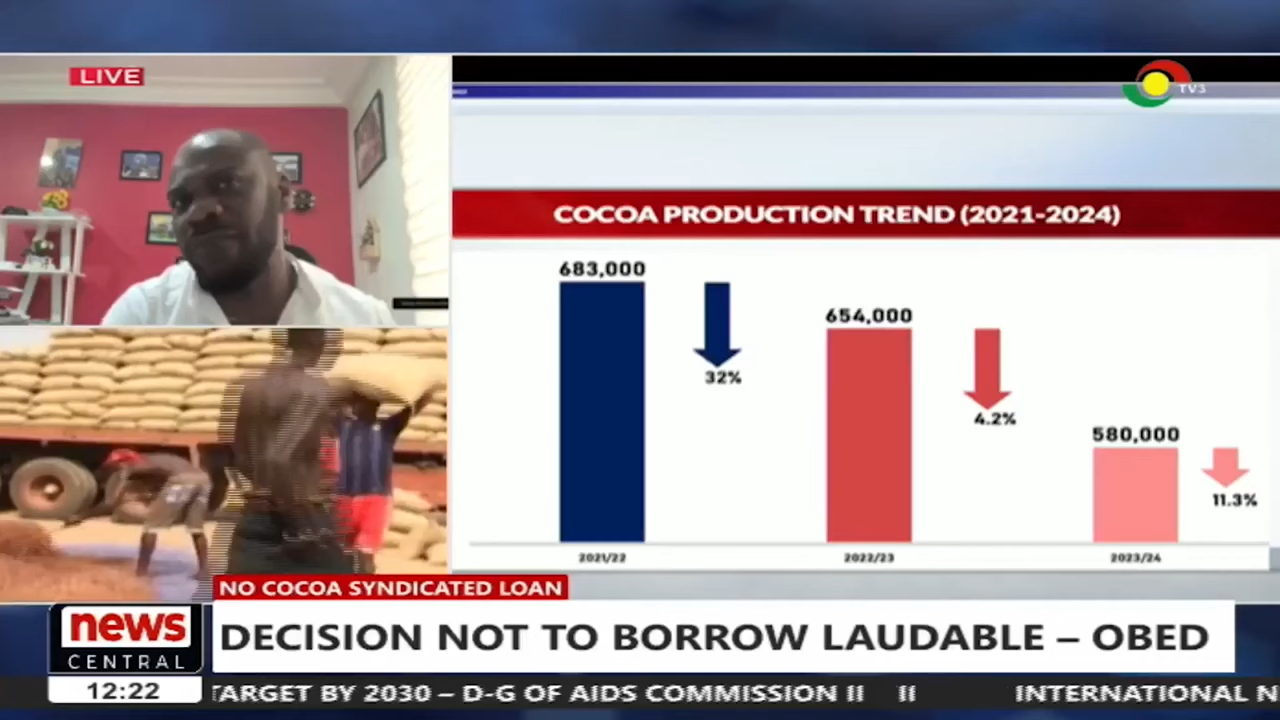 LIVE
TV3
COCOA PRODUCTION TREND (2021-2024)
683,000
32%
654,000
4.2%
580,000
11.3%
2021/22
2022/23
2023/24
NO COCOA SYNDICATED LOAN
news
CENTRAL
DECISION NOT TO BORROW LAUDABLE – OBED
12:22
TARGET BY 2030 – D-G OF AIDS COMMISSION II II INTERNATIONAL N